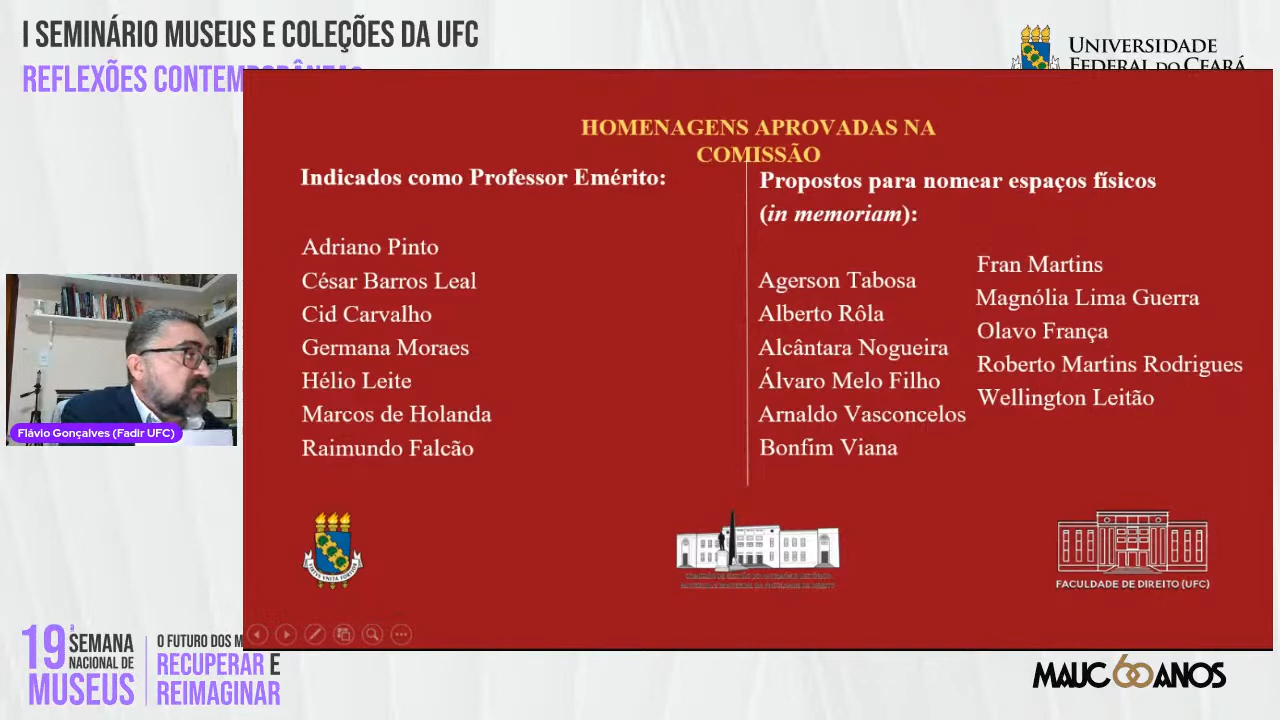 I SEMINÁRIO MUSEUS E COLEÇÕES DA UFC
REFLEXÕES
UNIVERSIDADE
FEDERAL DO CEARÁ
HOMENAGENS APROVADAS NA
COMISSÃO
Indicados como Professor Emérito:
Adriano Pinto
César Barros Leal
Cid Carvalho
Germana Moraes
Hélio Leite
Marcos de Holanda
Raimundo Falcão
Propostos para nomear espaços físicos
(in memoriam):
Agerson Tabosa
Alberto Rôla
Alcântara Nogueira
Álvaro Melo Filho
Arnaldo Vasconcelos
Bonfim Viana
Fran Martins
Magnólia Lima Guerra
Olavo França
Roberto Martins Rodrigues
Wellington Leitão
Flávio Gonçalves (Fadir UFC)
FACULDADE DE DIREITO (UFC)
19ª SEMANA
NACIONAL DE
MUSEUS
O FUTURO DOS M
RECUPERAR E
REIMAGINAR
MAUC 60 ANOS